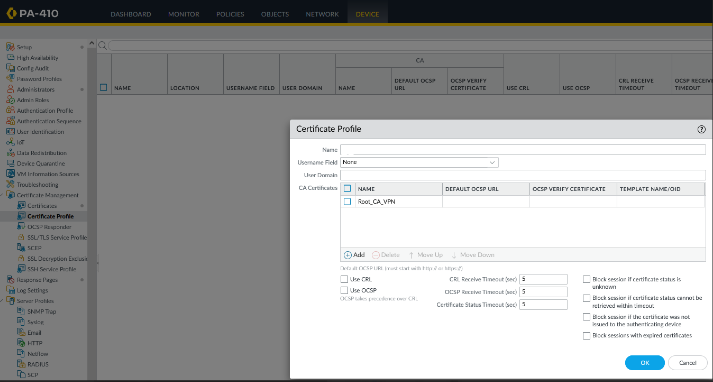 PA-410
DASHBOARD MONITOR POLICIES OBJECTS NETWORK DEVICE
Setup
High Availability
Config Audit
Password Profiles
Administrators
Admin Roles
Authentication Profile
Authentication Sequence
User Identification
IoT
Data Redistribution
Device Quarantine
VM Information Sources
Troubleshooting
Certificate Management
Certificates
Certificate Profile
OCSP Responder
SSL/TLS Service Profile
SCEP
SSL Decryption Exclusion
SSH Service Profile
Response Pages
Log Settings
Server Profiles
SNMP Trap
Syslog
Email
HTTP
Netflow
RADIUS
SCP
CA
NAME LOCATION USERNAME FIELD USER DOMAIN NAME DEFAULT OCSP URL OCSP VERIFY CERTIFICATE USE CRL USE OCSP CRL RECEIVE TIMEOUT OCSP RECEIVE TIMEOUT
Certificate Profile
Name
Username Field None
User Domain
CA Certificates
NAME DEFAULT OCSP URL OCSP VERIFY CERTIFICATE TEMPLATE NAME/OID
Root_CA_VPN
Add Delete Move Up Move Down
Default OCSP URL (must start with http:// or https://)
Use CRL
Use OCSP
OCSP takes precedence over CRL
CRL Receive Timeout (sec) 5
OCSP Receive Timeout (sec) 5
Certificate Status Timeout (sec) 5
Block session if certificate status is
unknown
Block session if certificate status cannot be
retrieved within timeout
Block session if the certificate was not
issued to the authenticating device
Block sessions with expired certificates
OK Cancel